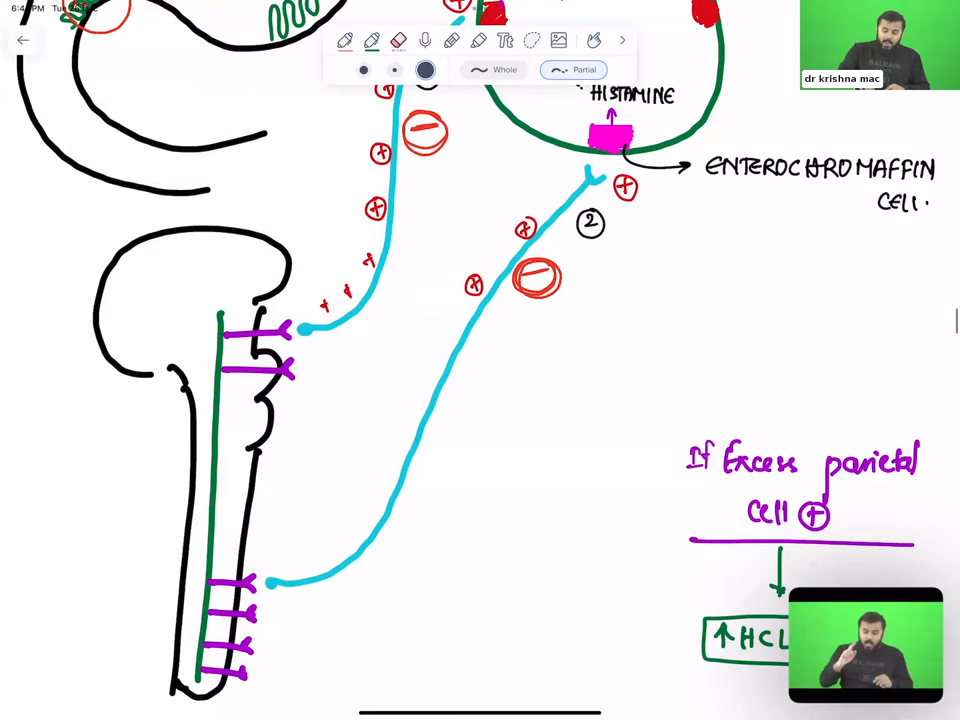 Whole
Partial
dr krishna mac
HISTAMINE
ENTEROCHROMAFFIN
CELL.
2
If Excess parietal
cell +
↑HCL